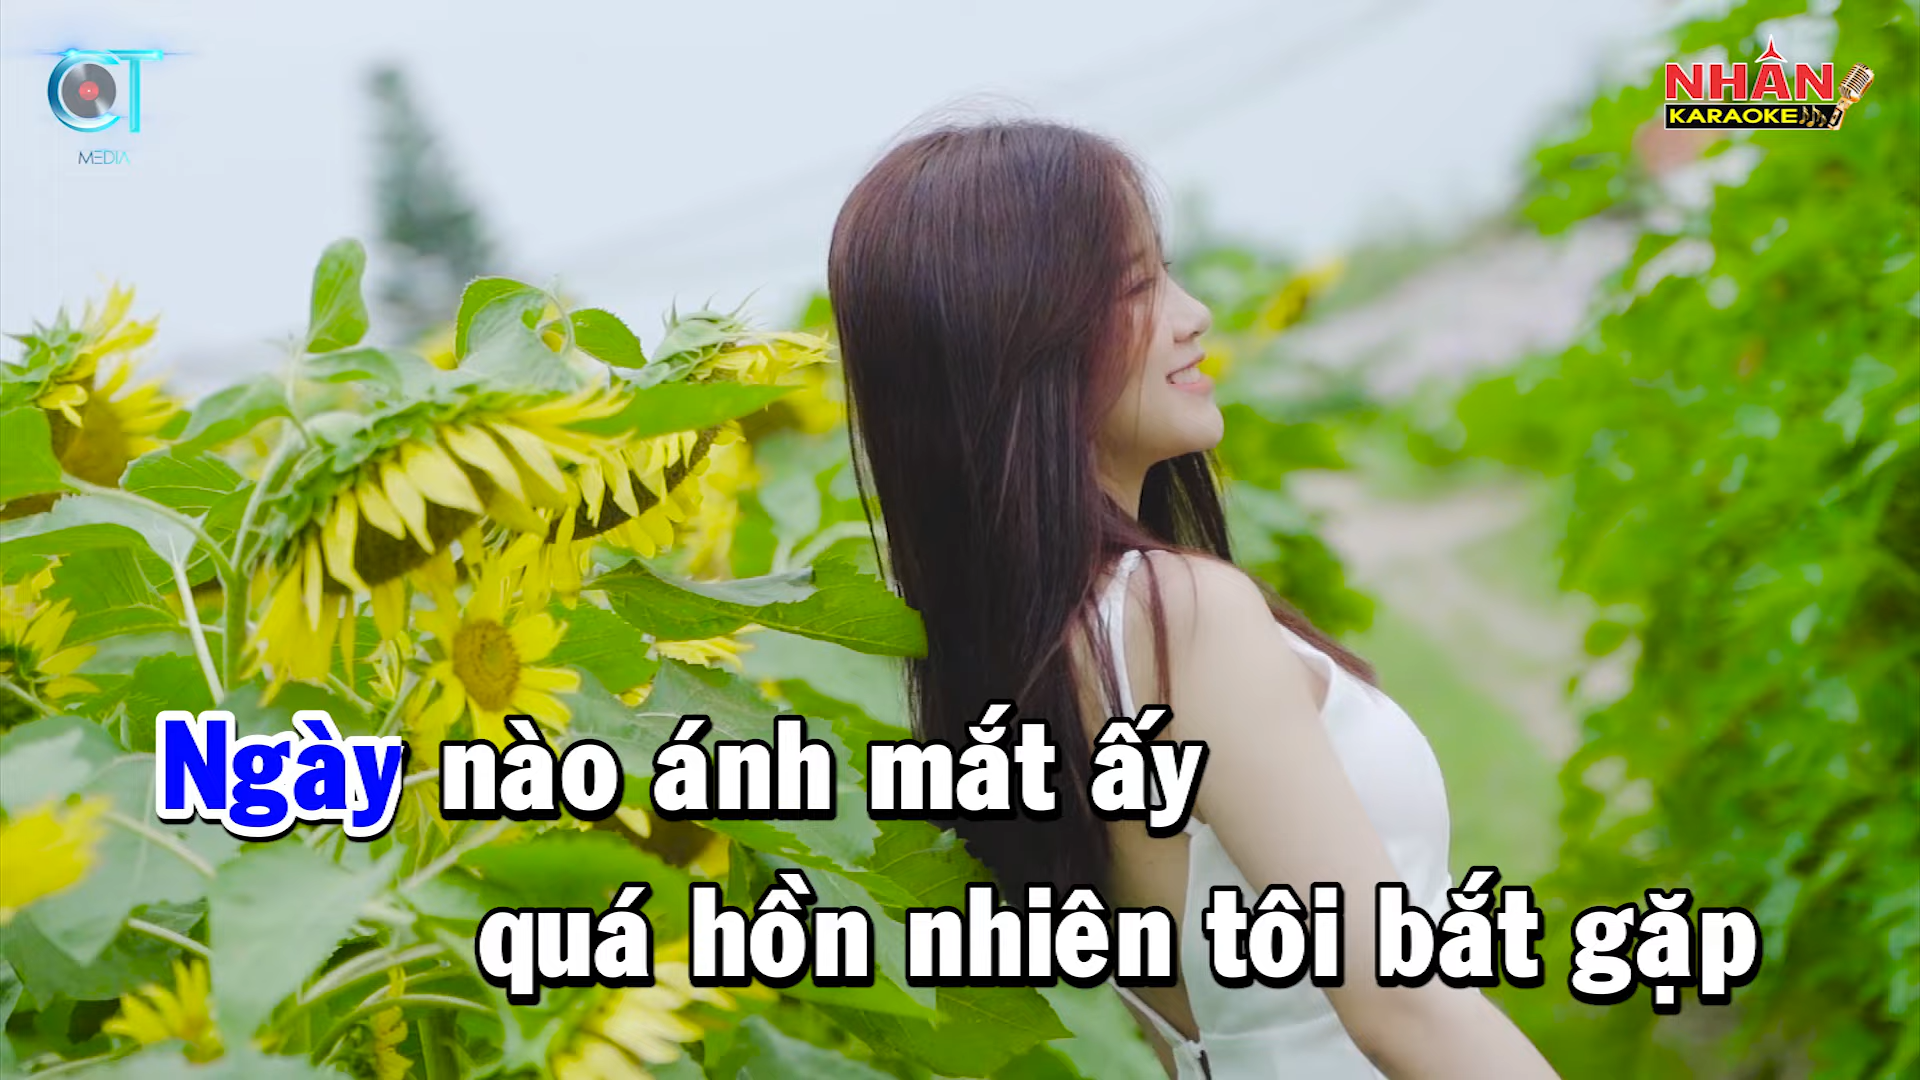 CT
MEDIA
NHÂN
KARAOKE
Ngày nào ánh mắt ấy
quá hồn nhiên tôi bắt gặp